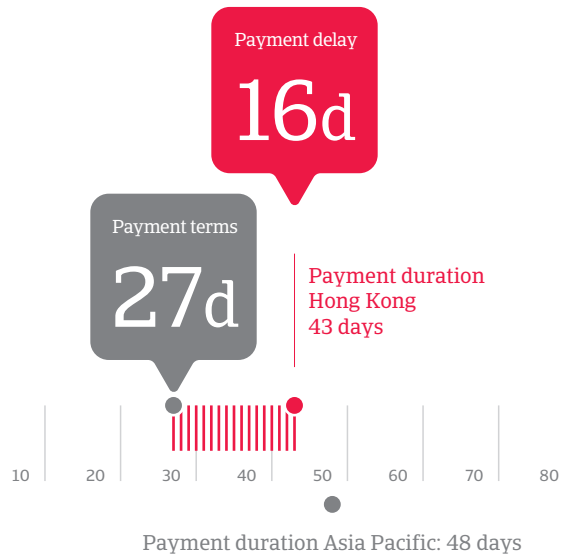 Payment delay
16d
Payment terms
27d
Payment duration
Hong Kong
43 days
10 20 30 40 50 60 70 80
Payment duration Asia Pacific: 48 days